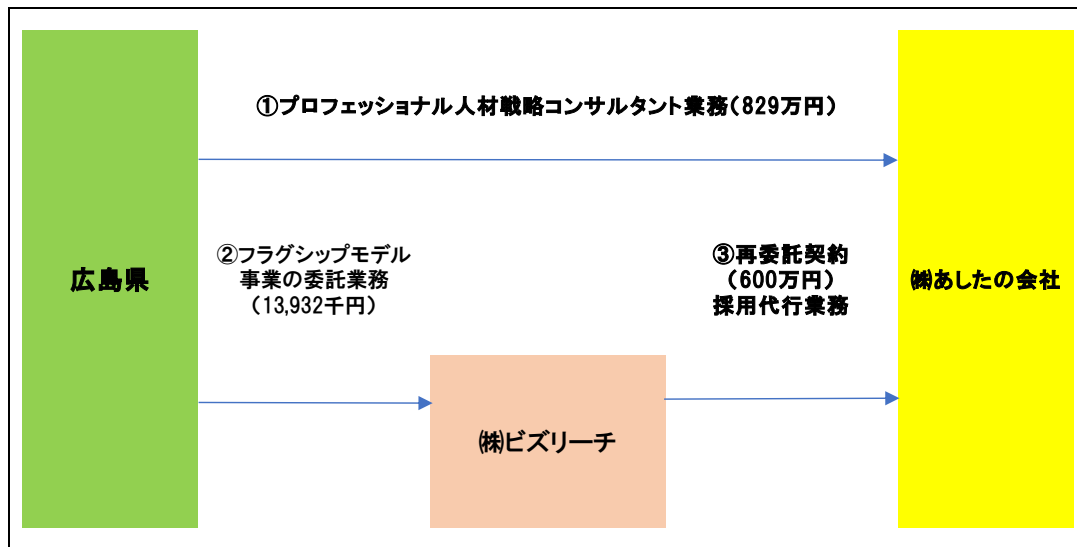 ①プロフェッショナル人材戦略コンサルタント業務(829万円)
広島県
②フラグシップモデル
事業の委託業務
(13,932千円)
③再委託契約
(600万円)
採用代行業務
㈱あしたの会社
㈱ビズリーチ